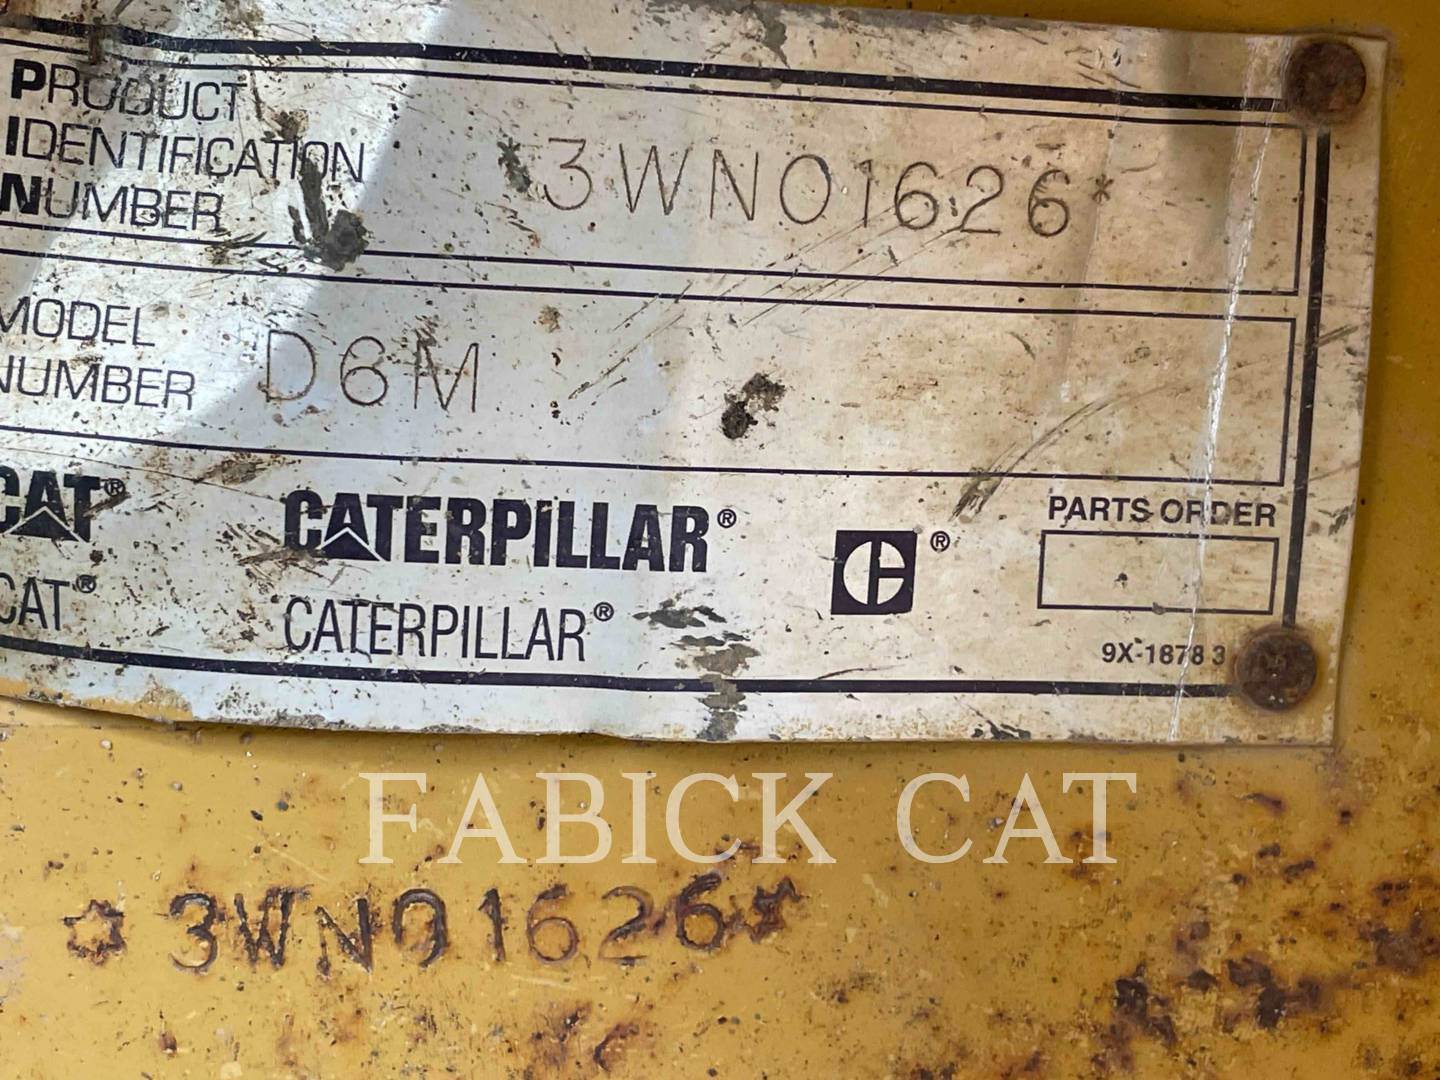 PRODUCT
IDENTIFICATION
NUMBER
*3WN01626*
MODEL
NUMBER
D6M
CAT®
CATERPILLAR®
C®
PARTS ORDER
CAT®
CATERPILLAR®
9X-1878 3
FABICK CAT
*3WN01626*